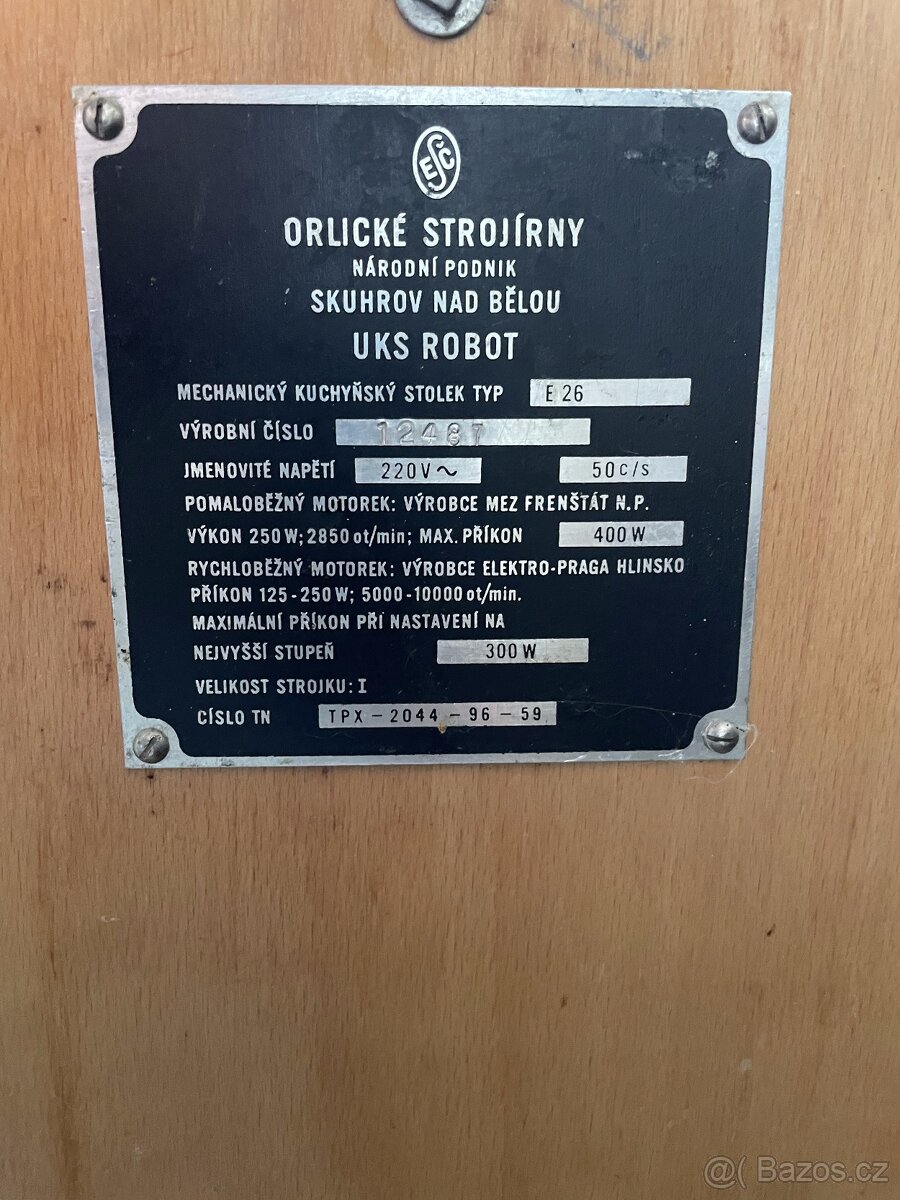 EČS
ORLICKÉ STROJÍRNY
NÁRODNÍ PODNIK
SKUHROV NAD BĚLOU
UKS ROBOT
MECHANICKÝ KUCHYŇSKÝ STOLEK TYP E 26
VÝROBNÍ ČÍSLO 12487
JMENOVITÉ NAPĚTÍ 220V ~ 50 C/S
POMALOBĚŽNÝ MOTOREK: VÝROBCE MEZ FRENŠTÁT N.P.
VÝKON 250 W; 2850 ot/min; MAX. PŘÍKON 400 W
RYCHLOBĚŽNÝ MOTOREK: VÝROBCE ELEKTRO-PRAGA HLINSKO
PŘÍKON 125-250 W; 5000-10000 ot/min.
MAXIMÁLNÍ PŘÍKON PŘI NASTAVENÍ NA
NEJVYŠŠÍ STUPEŇ 300 W
VELIKOST STROJKU: I
ČÍSLO TN TPX - 2044 - 96 - 59
@( Bazos.cz